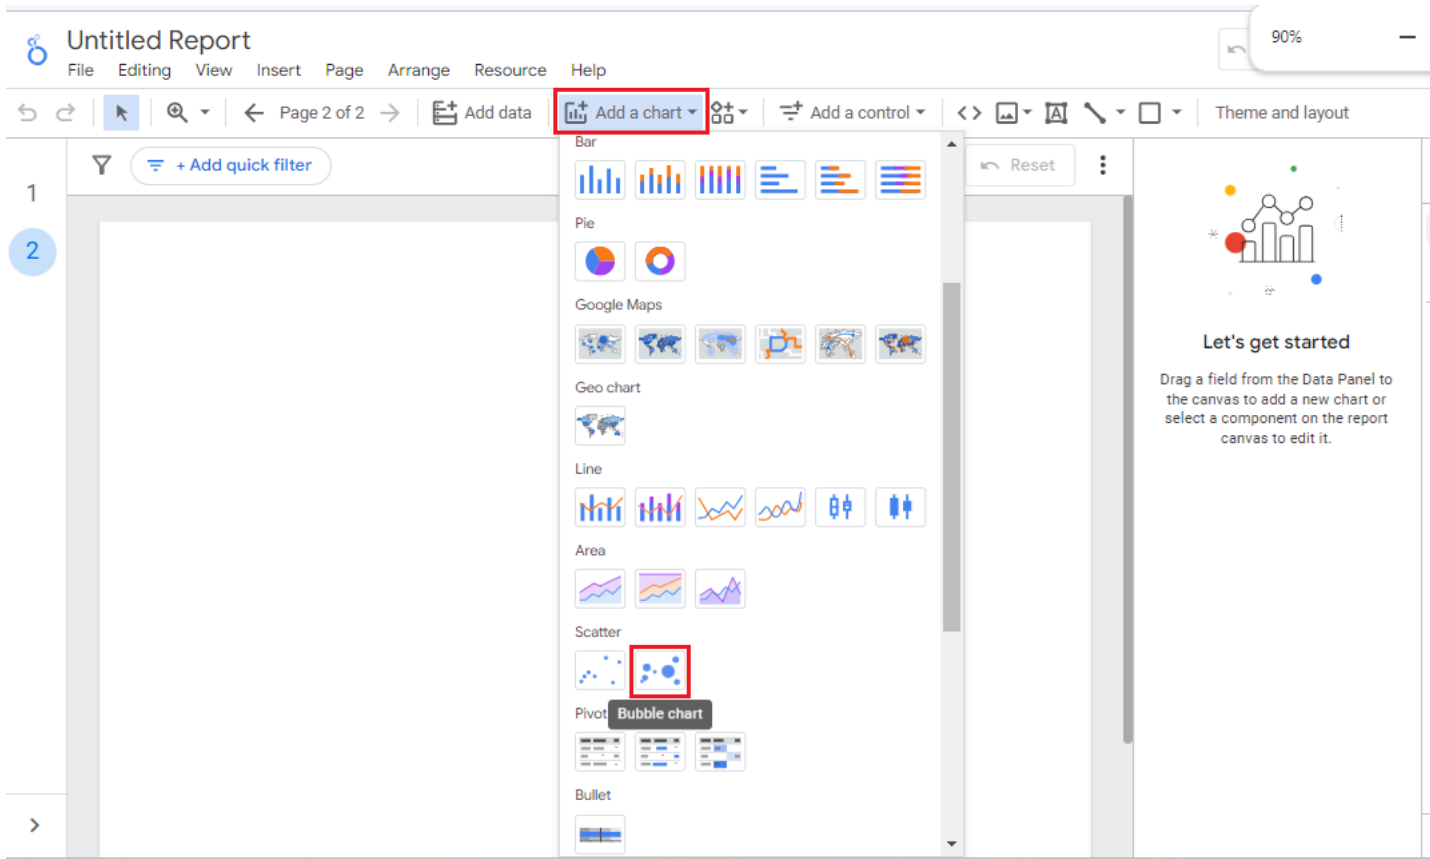 Untitled Report
90%
File Editing View Insert Page Arrange Resource Help
Page 2 of 2 Add data Add a chart Add a control Theme and layout
+ Add quick filter
Reset
1
2
Bar
Pie
Google Maps
Geo chart
Line
Area
Scatter
Bubble chart
Pivot
Bullet
Let's get started
Drag a field from the Data Panel to
the canvas to add a new chart or
select a component on the report
canvas to edit it.